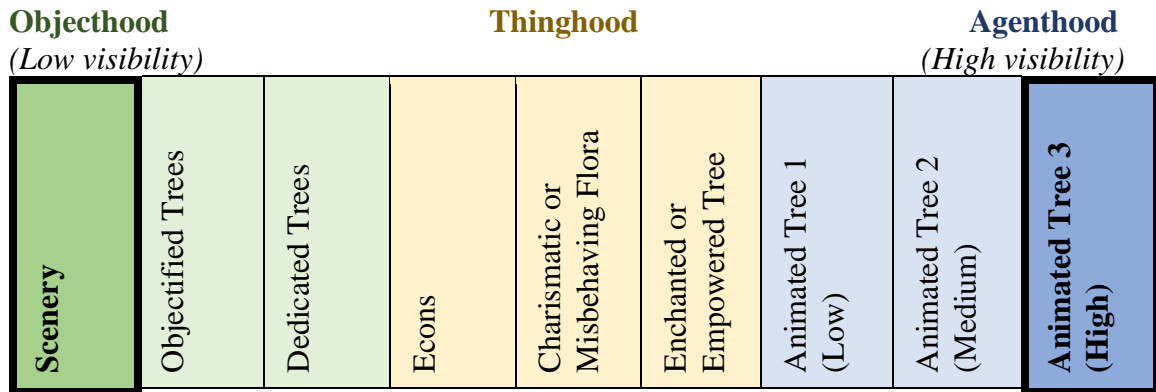 Objecthood Thinghood Agenthood
(Low visibility) (High visibility)
Scenery
Objectified Trees
Dedicated Trees
Econs
Charismatic or
Misbehaving Flora
Enchanted or
Empowered Tree
Animated Tree 1
(Low)
Animated Tree 2
(Medium)
Animated Tree 3
(High)